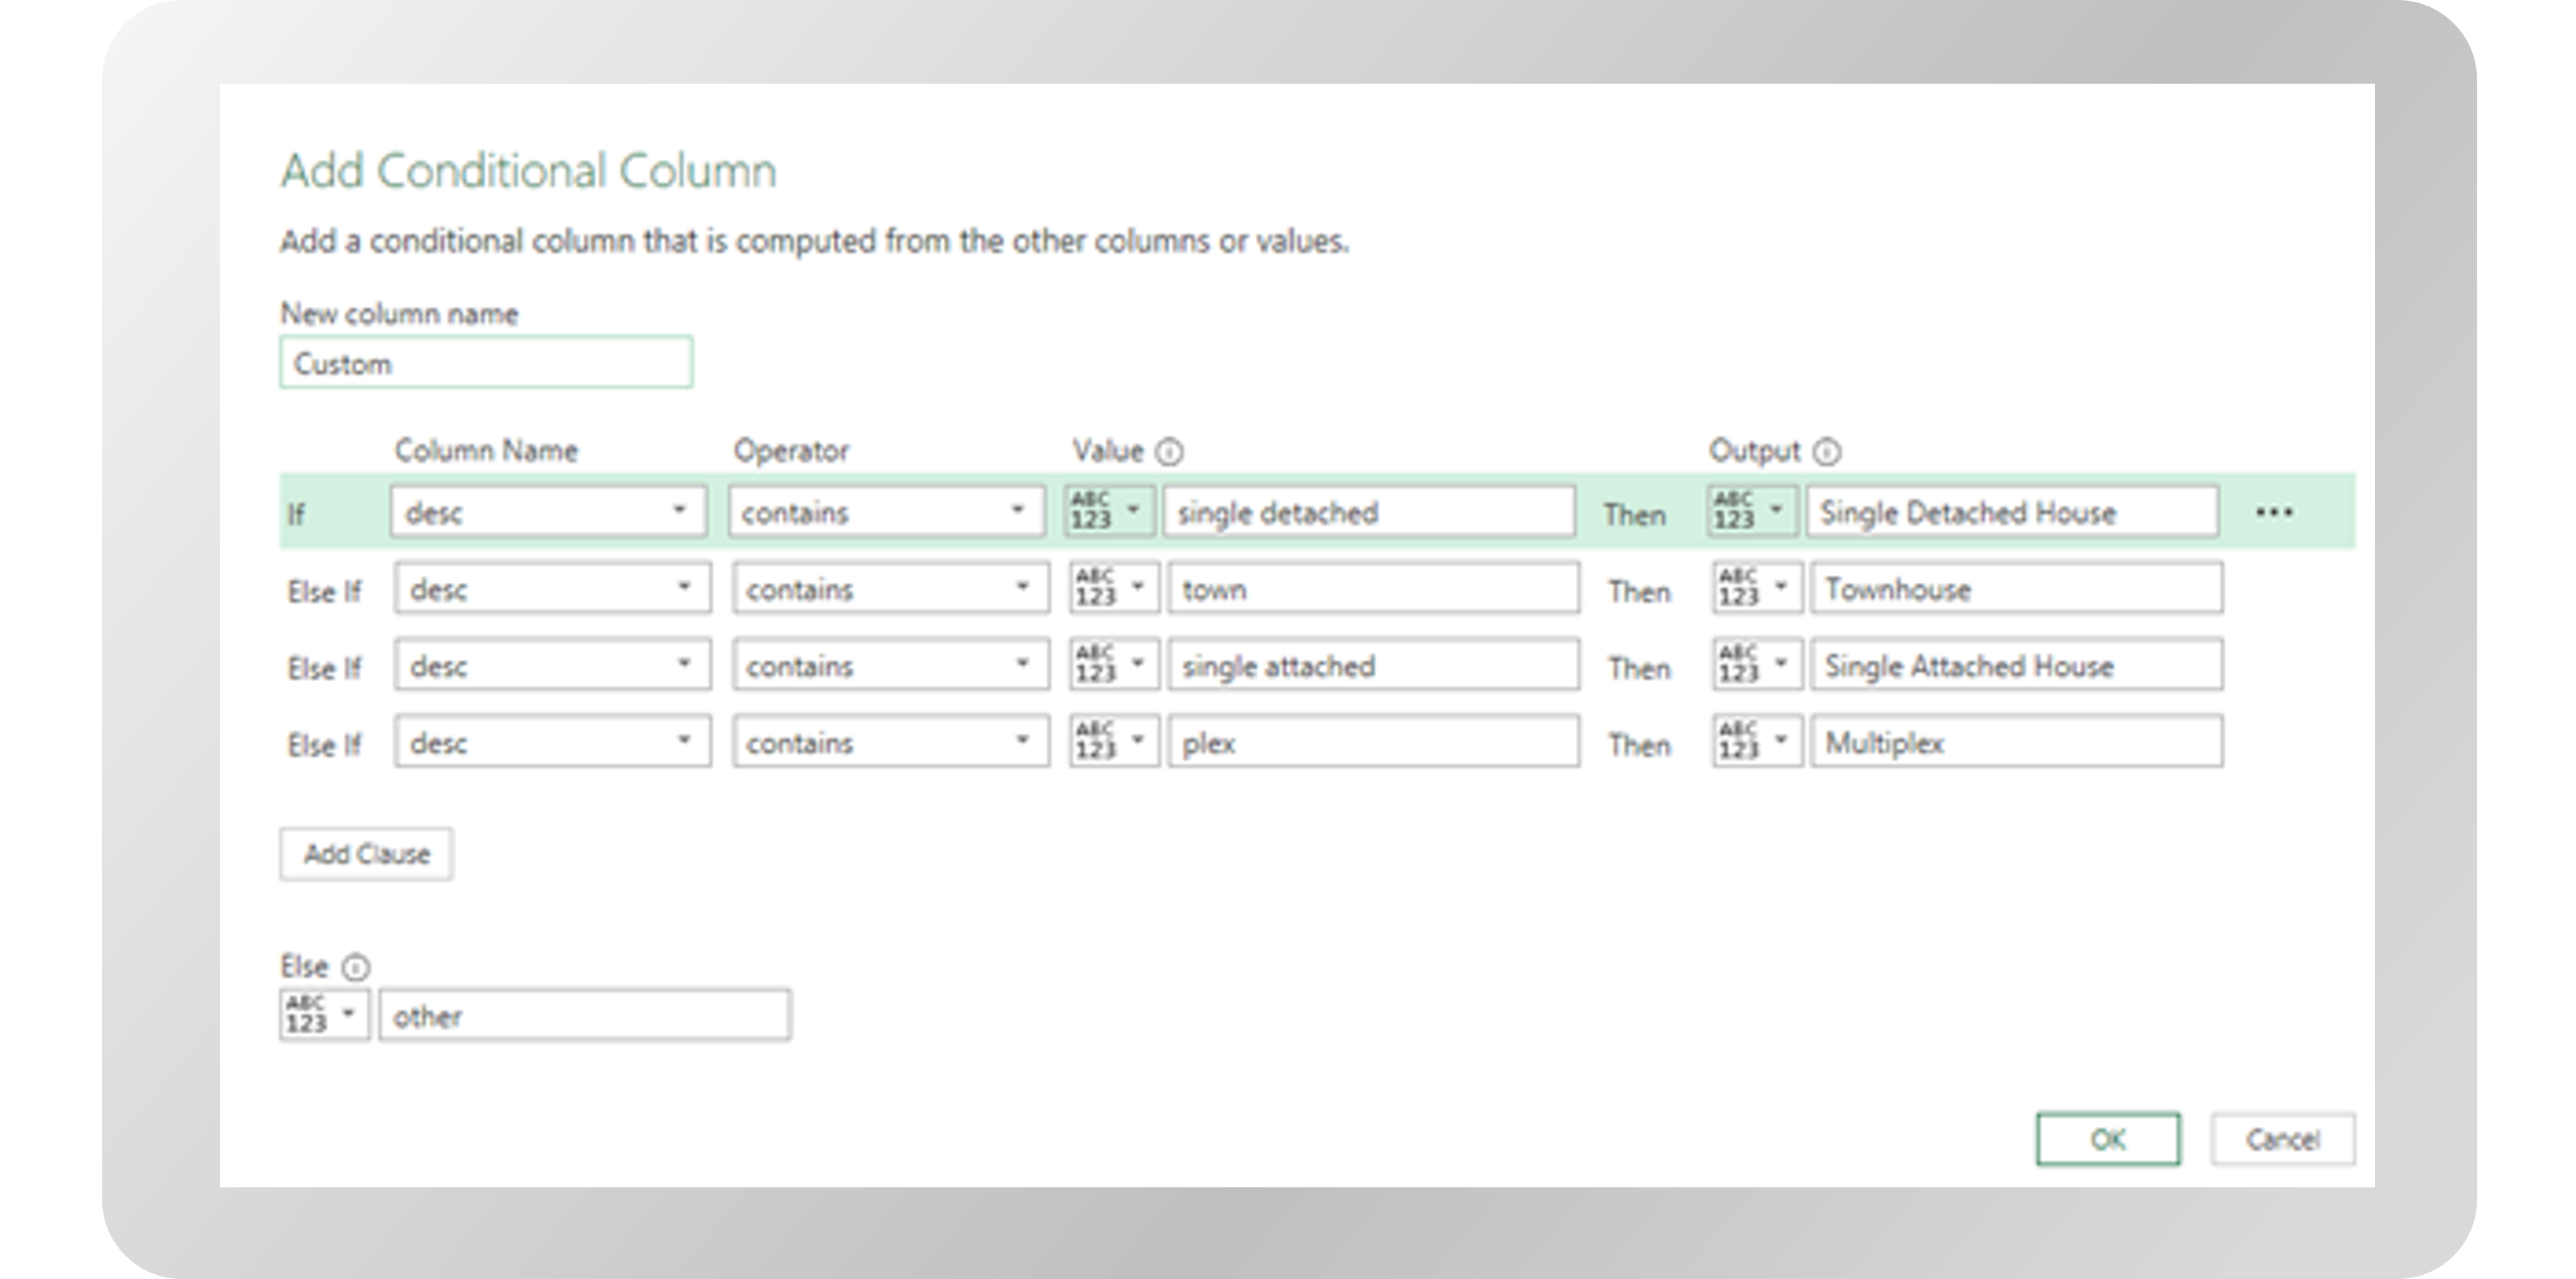 Add Conditional Column
Add a conditional column that is computed from the other columns or values.
New column name
Custom
Column Name Operator Value Output
If desc contains ABC 123 single detached Then ABC 123 Single Detached House ...
Else If desc contains ABC 123 town Then ABC 123 Townhouse
Else If desc contains ABC 123 single attached Then ABC 123 Single Attached House
Else If desc contains ABC 123 plex Then ABC 123 Multiplex
Add Clause
Else
ABC 123 other
OK Cancel